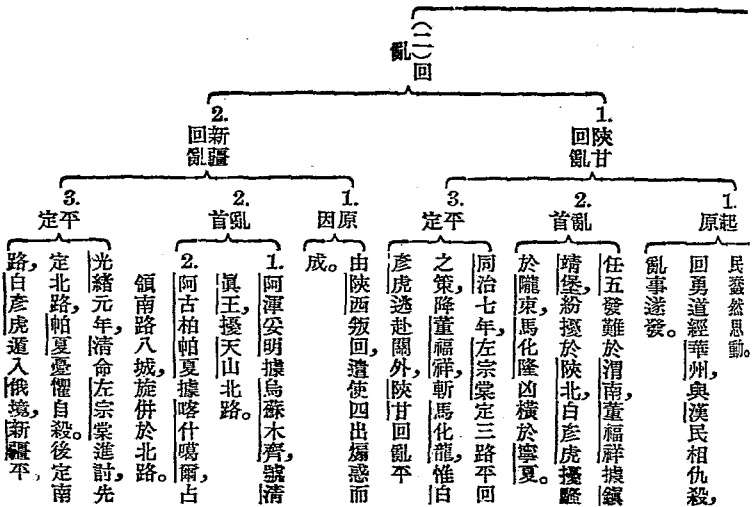 （二）回
亂
1. 陝甘
回亂
1. 起
原
民蠢然思動。
回勇道經華州，與漢民相仇殺，
亂事遂發。
2. 亂首
任五發難於渭南，董福祥據鎮
靖堡，紛擾於陝北，白彥虎擾騷
於隴東，馬化隆凶橫於寧夏。
3. 平定
同治七年，左宗棠定三路平回
之策，降董福祥，斬馬化龍，惟白
彥虎逃赴關外，陝甘回亂平
2. 新疆
回亂
1. 原因
由陝西叛回，遣使四出煽惑而
成。
2. 亂首
1. 阿渾妥明據烏蘇木齊，號清
眞王，擾天山北路。
2. 阿古柏帕夏據喀什噶爾，占
領南路八城，旋併於北路。
3. 平定
光緖元年，清命左宗棠進討，先
定北路，帕夏憂懼自殺。後定南
路，白彥虎遁入俄境，新疆平